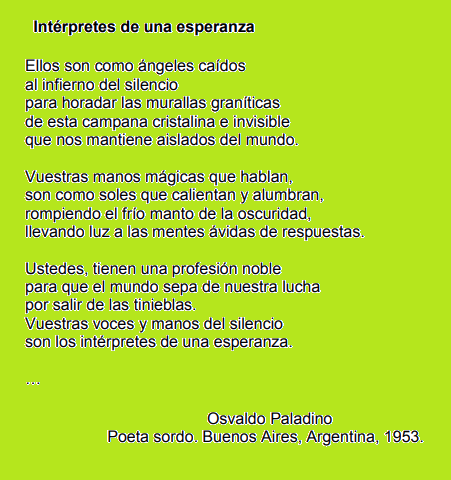 Intérpretes de una esperanza
Ellos son como ángeles caídos
al infierno del silencio
para horadar las murallas graníticas
de esta campana cristalina e invisible
que nos mantiene aislados del mundo.
Vuestras manos mágicas que hablan,
son como soles que calientan y alumbran,
rompiendo el frío manto de la oscuridad,
llevando luz a las mentes ávidas de respuestas.
Ustedes, tienen una profesión noble
para que el mundo sepa de nuestra lucha
por salir de las tinieblas.
Vuestras voces y manos del silencio
son los intérpretes de una esperanza.
…
Osvaldo Paladino
Poeta sordo. Buenos Aires, Argentina, 1953.